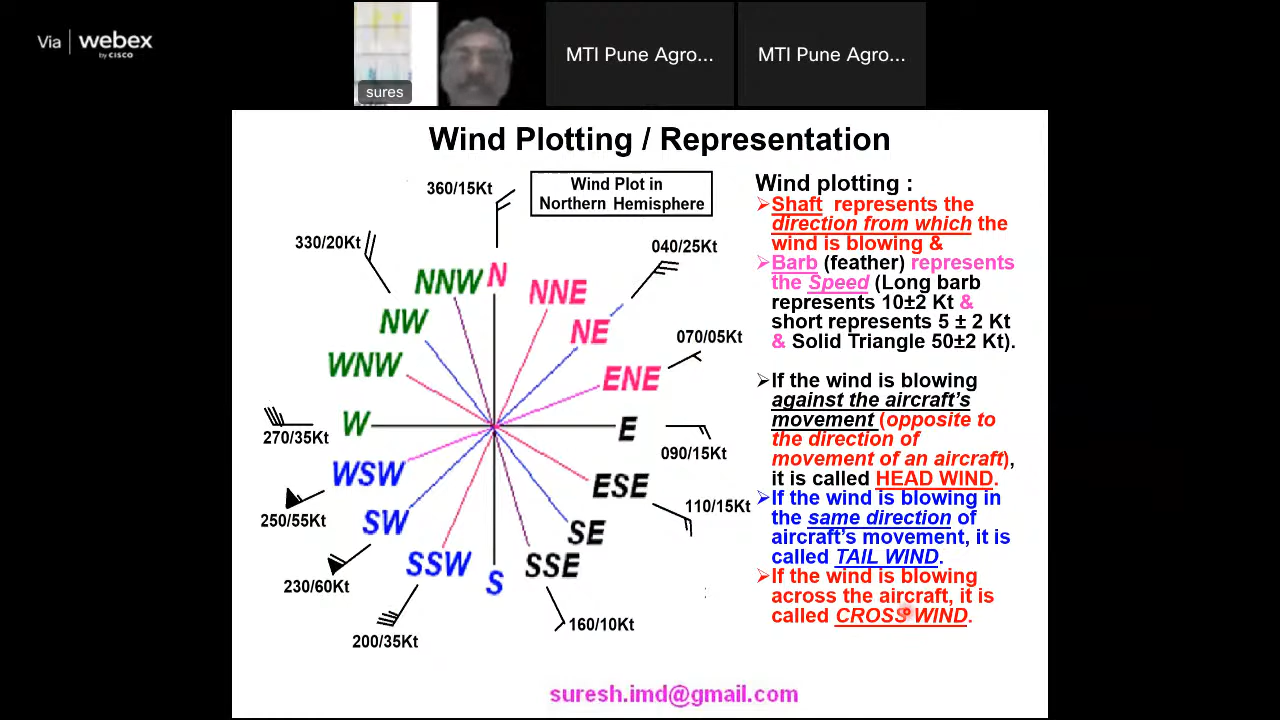 Via webex
by CISCO
sures
MTI Pune Agro...
MTI Pune Agro...
Wind Plotting / Representation
Wind Plot in
Northern Hemisphere
360/15Kt
330/20Kt
040/25Kt
NNW
N
NNE
NW
NE
070/05Kt
WNW
ENE
W
E
270/35Kt
090/15Kt
WSW
ESE
250/55Kt
110/15Kt
SW
SE
SSW
SSE
S
230/60Kt
200/35Kt
160/10Kt
Wind plotting :
Shaft represents the
direction from which the
wind is blowing &
Barb (feather) represents
the Speed (Long barb
represents 10±2 Kt &
short represents 5 ± 2 Kt
& Solid Triangle 50±2 Kt).
If the wind is blowing
against the aircraft's
movement (opposite to
the direction of
movement of an aircraft),
it is called HEAD WIND.
If the wind is blowing in
the same direction of
aircraft's movement, it is
called TAIL WIND.
If the wind is blowing
across the aircraft, it is
called CROSS WIND.
suresh.imd@gmail.com